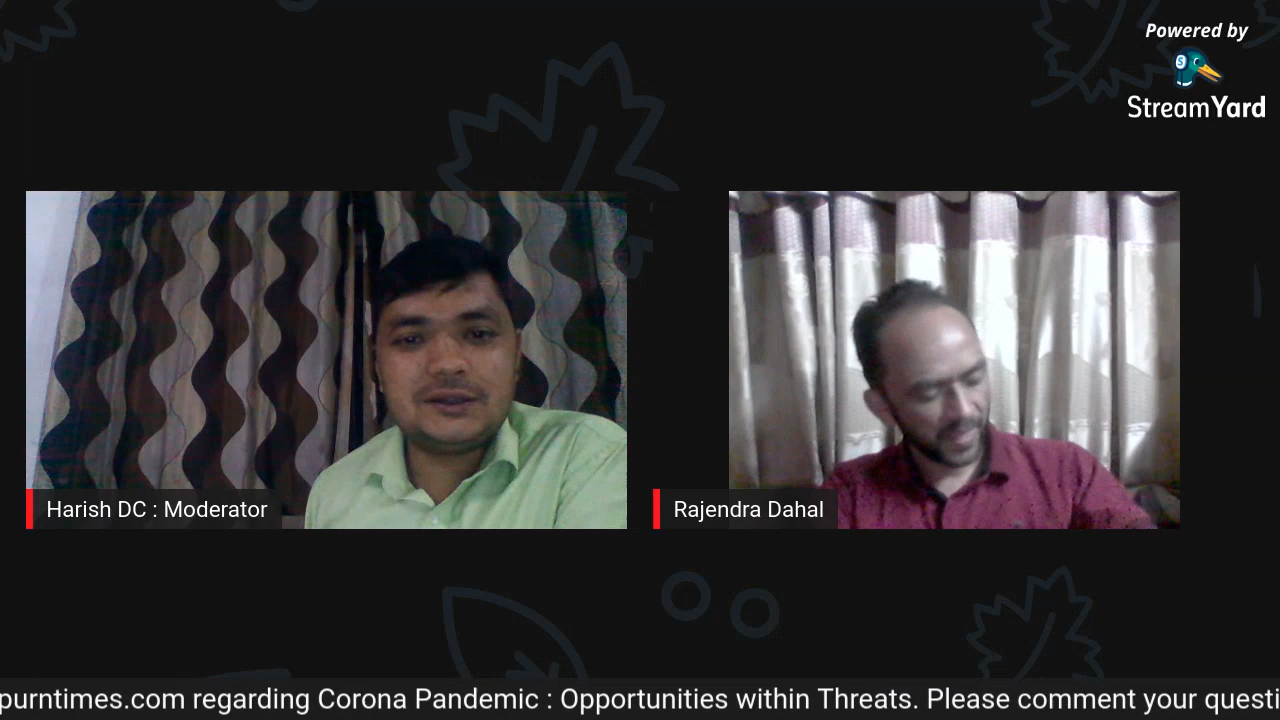 Powered by
StreamYard
Harish DC : Moderator
Rajendra Dahal
purntimes.com regarding Corona Pandemic : Opportunities within Threats. Please comment your questi